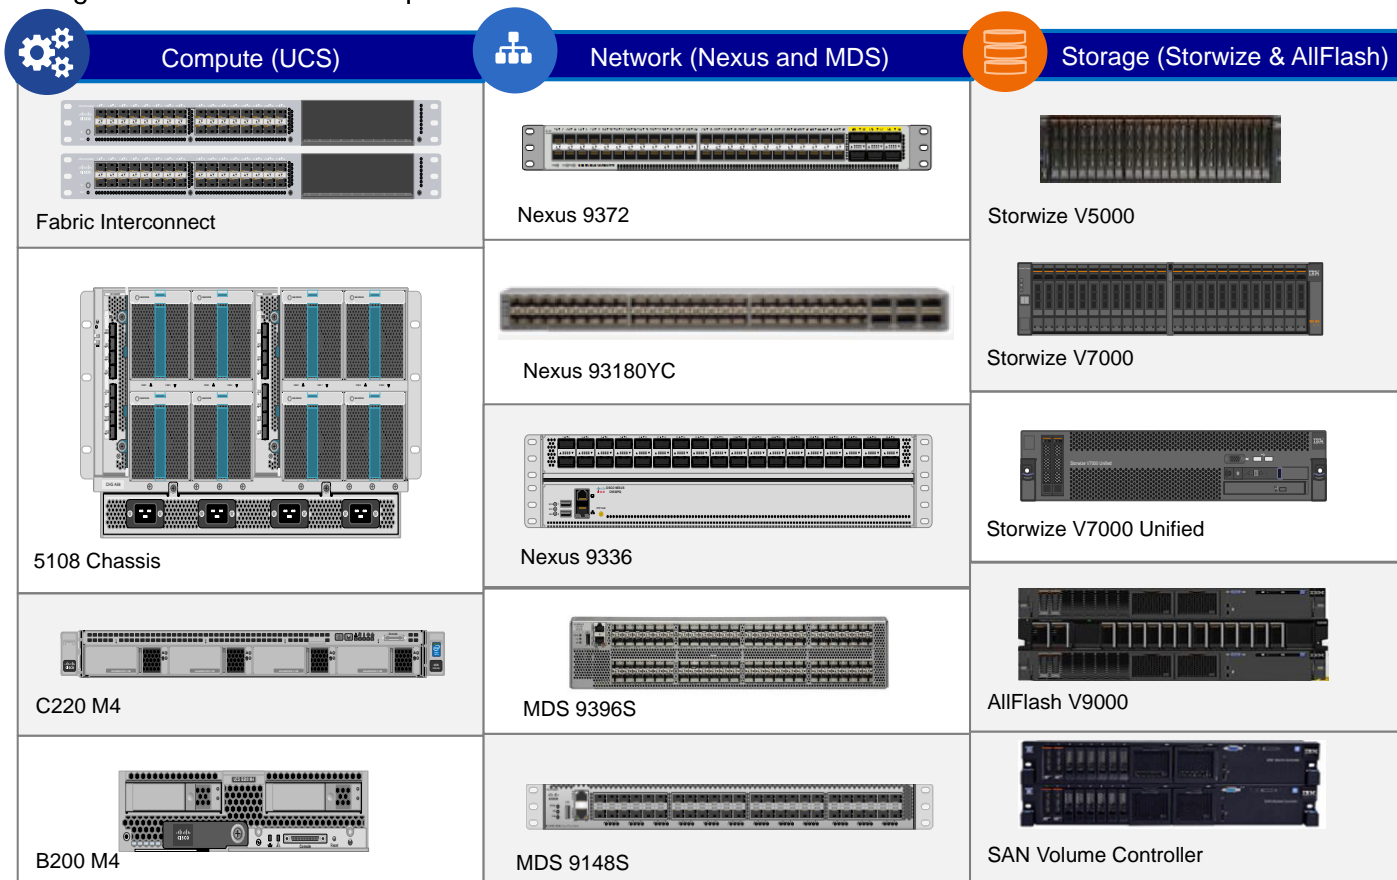 Compute (UCS)
Fabric Interconnect
5108 Chassis
C220 M4
B200 M4
Network (Nexus and MDS)
Nexus 9372
Nexus 93180YC
Nexus 9336
MDS 9396S
MDS 9148S
Storage (Storwize & AllFlash)
Storwize V5000
Storwize V7000
Storwize V7000 Unified
AllFlash V9000
SAN Volume Controller